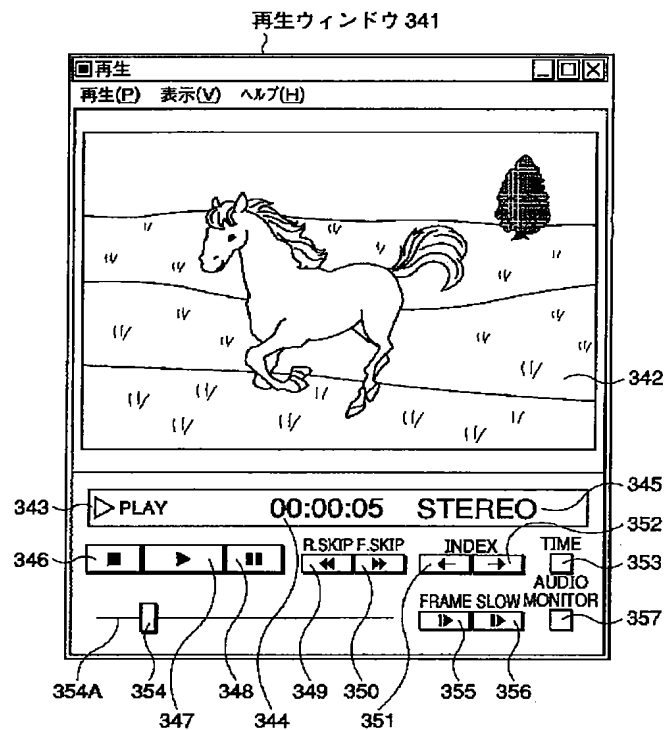 再生ウィンドウ 341
再生
再生(P) 表示(V) ヘルプ(H)
342
343
PLAY 00:00:05 STEREO
345
346
R.SKIP F.SKIP
INDEX
352
TIME
353
FRAME SLOW
AUDIO
MONITOR
357
354A 354 347 348 344 349 350 351 355 356